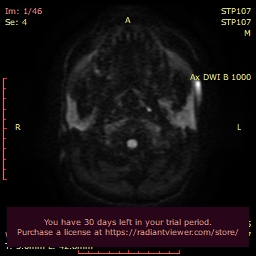 Im: 1/46
Se: 4
STP107
STP107
M
A
Ax DWI B 1000
R
L
You have 30 days left in your trial period.
Purchase a license at https://radiantviewer.com/store/